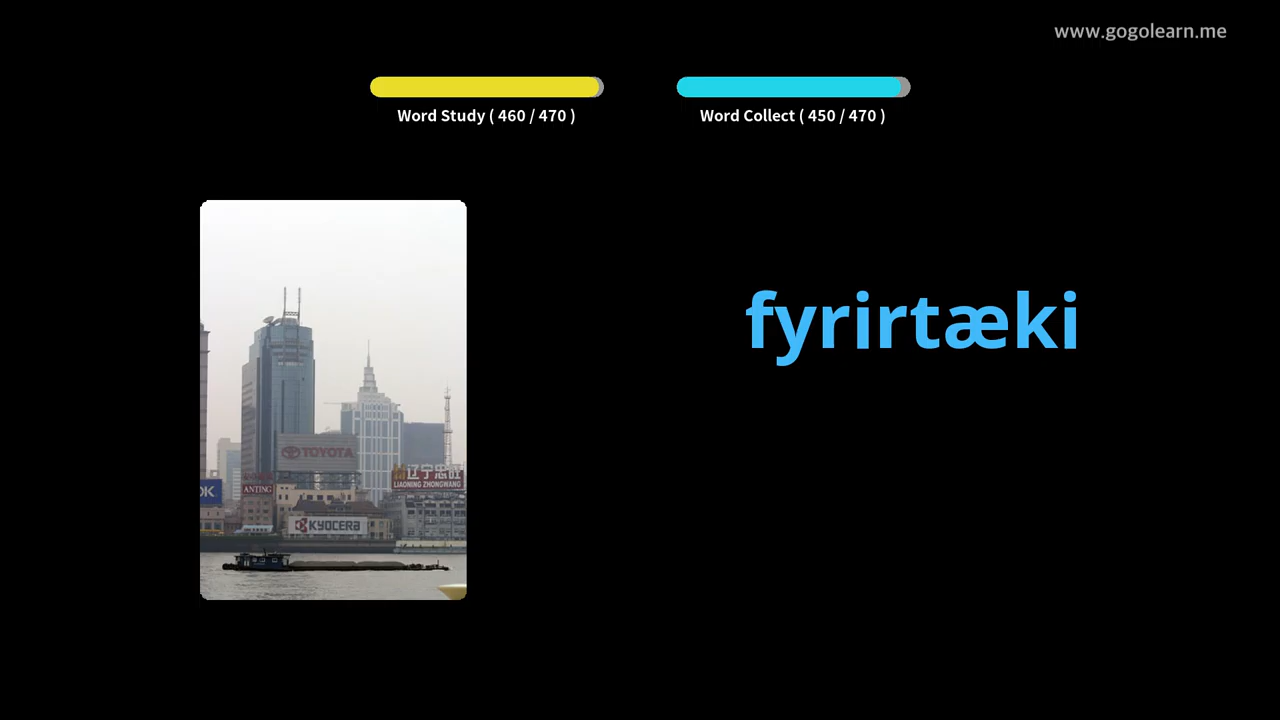 www.gogolearn.me
Word Study ( 460 / 470 )
Word Collect ( 450 / 470 )
fyrirtæki
TOYOTA
辽宁忠旺
LIAONING ZHONGWANG
OK
ANTING
KYOCERA